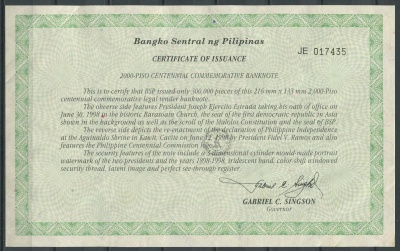 Bangko Sentral ng Pilipinas
JE 017435
CERTIFICATE OF ISSUANCE
2000-PISO CENTENNIAL COMMEMORATIVE BANKNOTE
This is to certify that BSP issued only 300,000 pieces of this 216 mm x 133 mm 2,000-Piso
centennial commemorative legal tender banknote.
The obverse side features President Joseph Ejercito Estrada taking his oath of office on
June 30, 1998 in the historic Barasoain Church, the seat of the first democratic republic in Asia
shown in the background as well as the scroll of the Malolos Constitution and the seal of BSP.
The reverse side depicts the re-enactment of the declaration of Philippine Independence
at the Aguinaldo Shrine in Kawit, Cavite on June 12, 1998 by President Fidel V. Ramos and also
features the Philippine Centennial Commission logo.
The security features of the note include a 3-dimensional cylinder mould-made portrait
watermark of the two presidents and the years 1898-1998, iridescent band, color shift windowed
security thread, latent image and perfect see-through register.
GABRIEL C. SINGSON
Governor